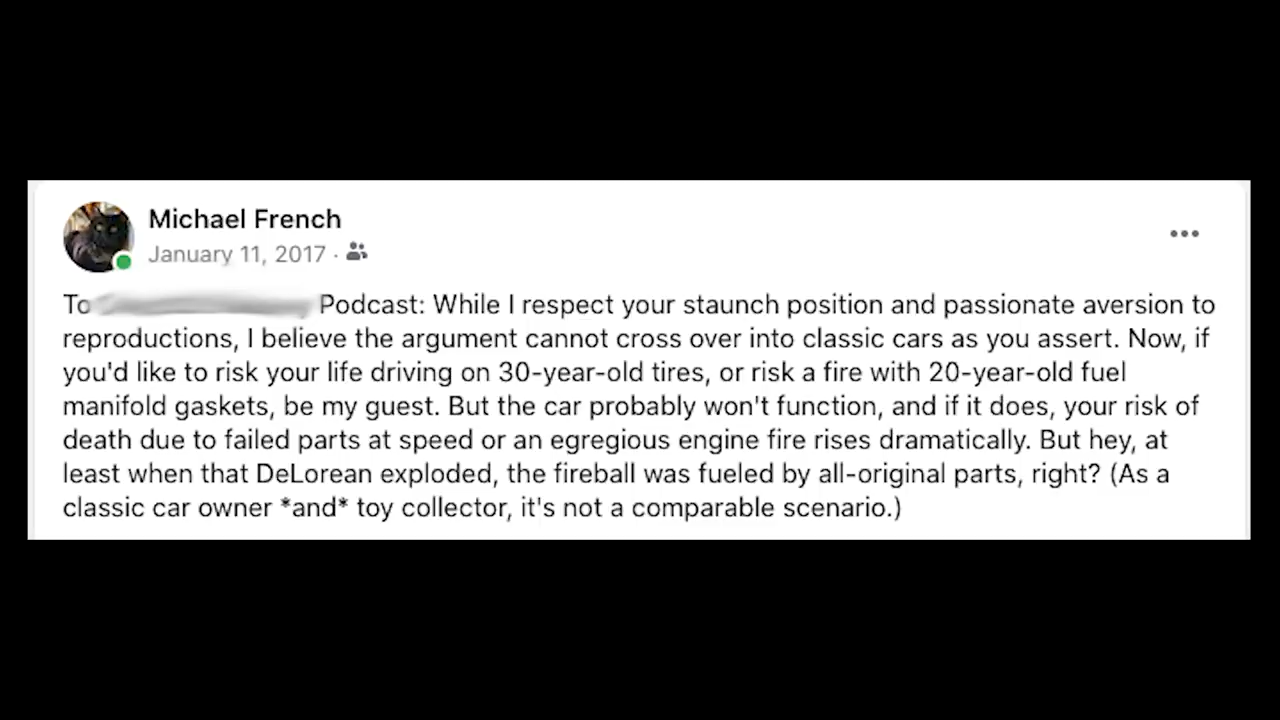 Michael French
January 11, 2017 ·
To Podcast: While I respect your staunch position and passionate aversion to
reproductions, I believe the argument cannot cross over into classic cars as you assert. Now, if
you'd like to risk your life driving on 30-year-old tires, or risk a fire with 20-year-old fuel
manifold gaskets, be my guest. But the car probably won't function, and if it does, your risk of
death due to failed parts at speed or an egregious engine fire rises dramatically. But hey, at
least when that DeLorean exploded, the fireball was fueled by all-original parts, right? (As a
classic car owner *and* toy collector, it's not a comparable scenario.)